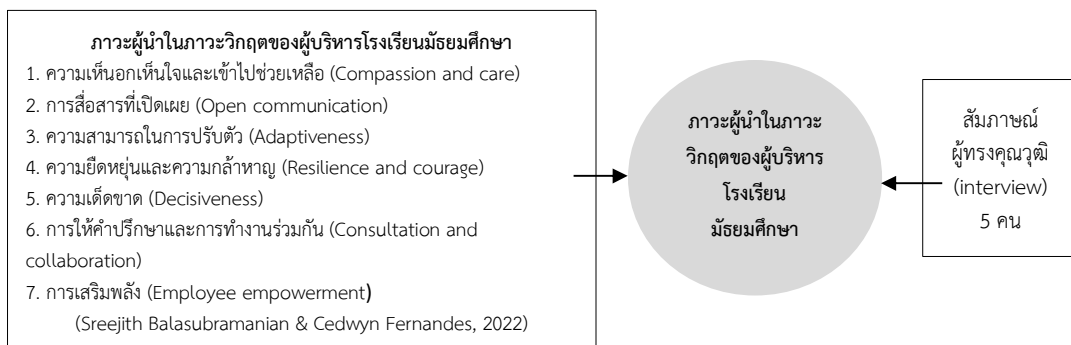 ภาวะผู้นำในภาวะวิกฤตของผู้บริหารโรงเรียนมัธยมศึกษา
1. ความเห็นอกเห็นใจและเข้าไปช่วยเหลือ (Compassion and care)
2. การสื่อสารที่เปิดเผย (Open communication)
3. ความสามารถในการปรับตัว (Adaptiveness)
4. ความยืดหยุ่นและความกล้าหาญ (Resilience and courage)
5. ความเด็ดขาด (Decisiveness)
6. การให้คำปรึกษาและการทำงานร่วมกัน (Consultation and
collaboration)
7. การเสริมพลัง (Employee empowerment)
(Sreejith Balasubramanian & Cedwyn Fernandes, 2022)
ภาวะผู้นำในภาวะ
วิกฤตของผู้บริหาร
โรงเรียน
มัธยมศึกษา
สัมภาษณ์
ผู้ทรงคุณวุฒิ
(interview)
5 คน